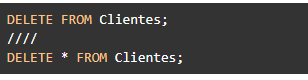 DELETE FROM Clientes;
////
DELETE * FROM Clientes;